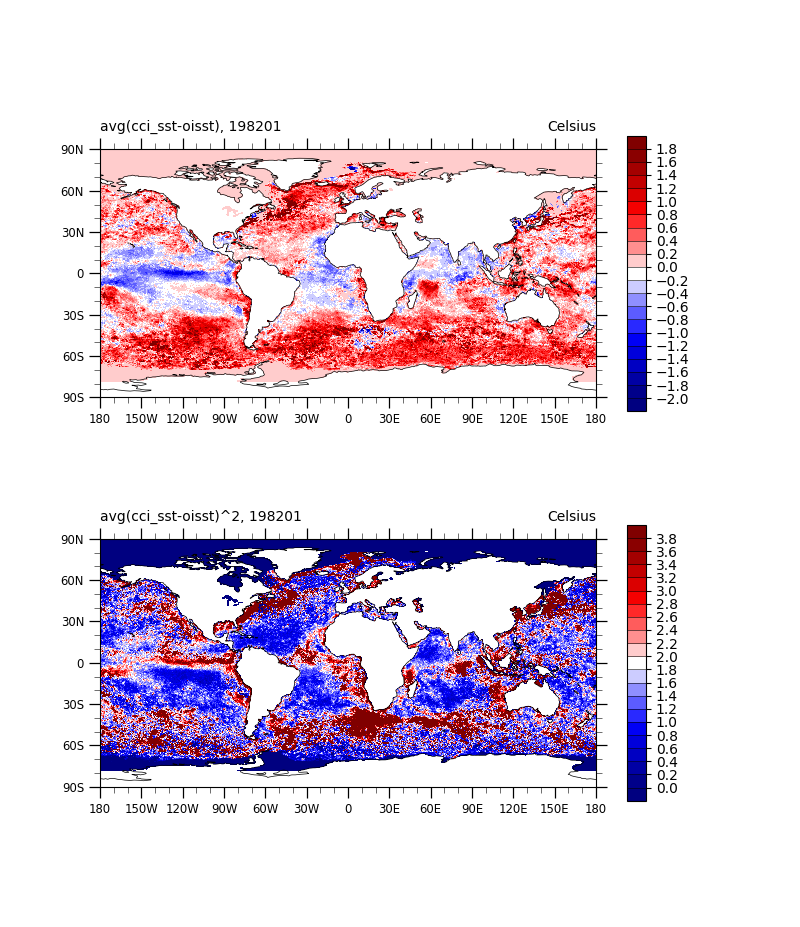 avg(cci_sst-oisst), 198201 Celsius
90N
60N
30N
0
30S
60S
90S
180 150W 120W 90W 60W 30W 0 30E 60E 90E 120E 150E 180
1.8
1.6
1.4
1.2
1.0
0.8
0.6
0.4
0.2
0.0
−0.2
−0.4
−0.6
−0.8
−1.0
−1.2
−1.4
−1.6
−1.8
−2.0
avg(cci_sst-oisst)^2, 198201 Celsius
90N
60N
30N
0
30S
60S
90S
180 150W 120W 90W 60W 30W 0 30E 60E 90E 120E 150E 180
3.8
3.6
3.4
3.2
3.0
2.8
2.6
2.4
2.2
2.0
1.8
1.6
1.4
1.2
1.0
0.8
0.6
0.4
0.2
0.0